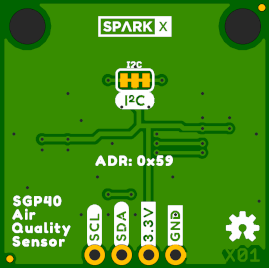 SPARK X
I²C
I²C
ADR: 0x59
SGP40
Air
Quality
Sensor
SCL
SDA
3.3V
GND
X01